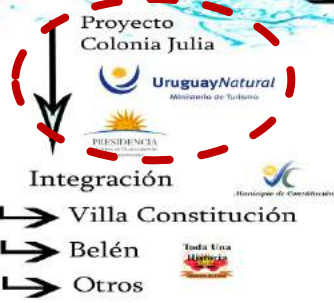 Proyecto
Colonia Julia
UruguayNatural
Ministerio de Turismo
PRESIDENCIA
Integración
Municipio de Constitución
Villa Constitución
Belén
Toda Una
Historia
Otros